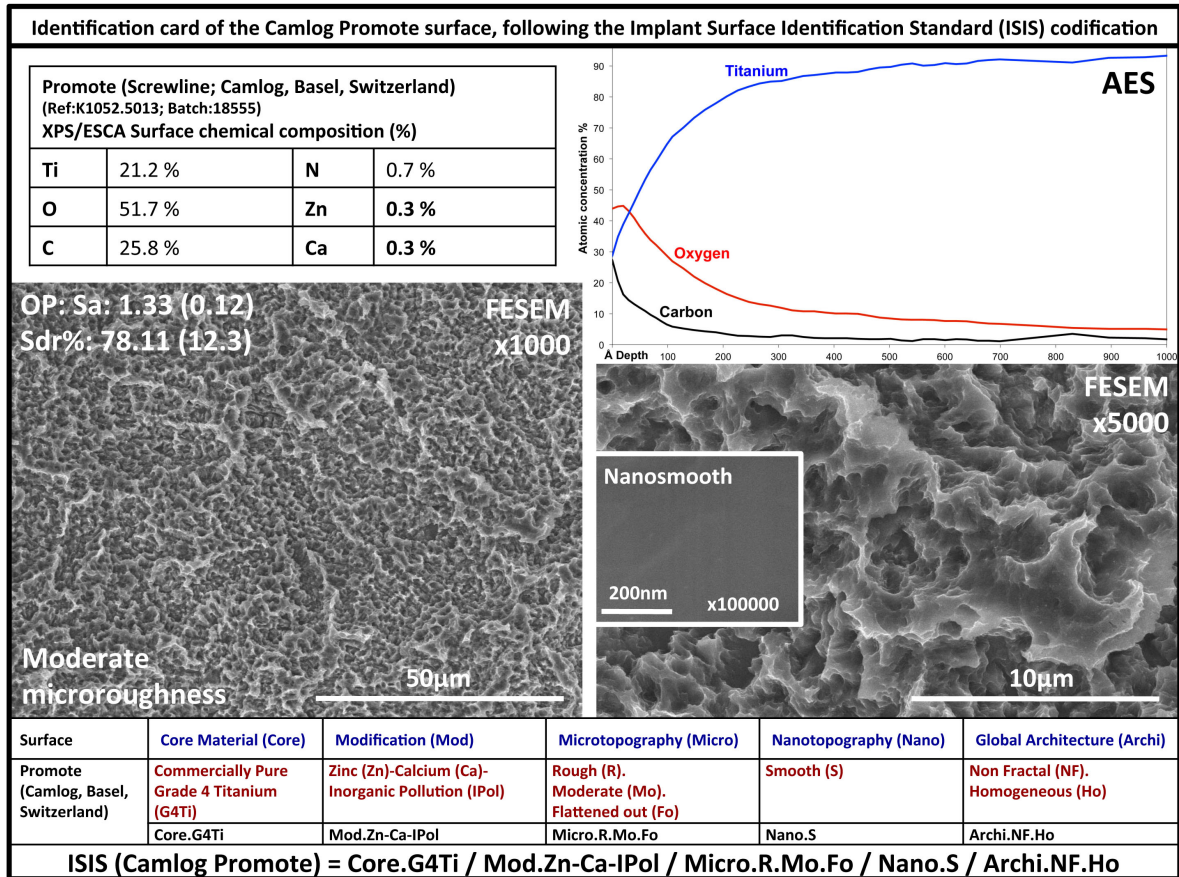 Identification card of the Camlog Promote surface, following the Implant Surface Identification Standard (ISIS) codification
Promote (Screwline; Camlog, Basel, Switzerland)
(Ref:K1052.5013; Batch:18555)
XPS/ESCA Surface chemical composition (%)
Ti 21.2 % N 0.7 %
O 51.7 % Zn 0.3 %
C 25.8 % Ca 0.3 %
AES
Atomic concentration %
90
80
70
60
50
40
30
20
10
0
Titanium
Oxygen
Carbon
Å Depth 100 200 300 400 500 600 700 800 900 1000
OP: Sa: 1.33 (0.12)
Sdr%: 78.11 (12.3)
FESEM
x1000
Moderate
microroughness
50µm
FESEM
x5000
Nanosmooth
200nm
x100000
10µm
Surface Core Material (Core) Modification (Mod) Microtopography (Micro) Nanotopography (Nano) Global Architecture (Archi)
Promote
(Camlog, Basel,
Switzerland)
Commercially Pure
Grade 4 Titanium
(G4Ti)
Zinc (Zn)-Calcium (Ca)-
Inorganic Pollution (IPol)
Rough (R).
Moderate (Mo).
Flattened out (Fo)
Smooth (S)
Non Fractal (NF).
Homogeneous (Ho)
Core.G4Ti Mod.Zn-Ca-IPol Micro.R.Mo.Fo Nano.S Archi.NF.Ho
ISIS (Camlog Promote) = Core.G4Ti / Mod.Zn-Ca-IPol / Micro.R.Mo.Fo / Nano.S / Archi.NF.Ho